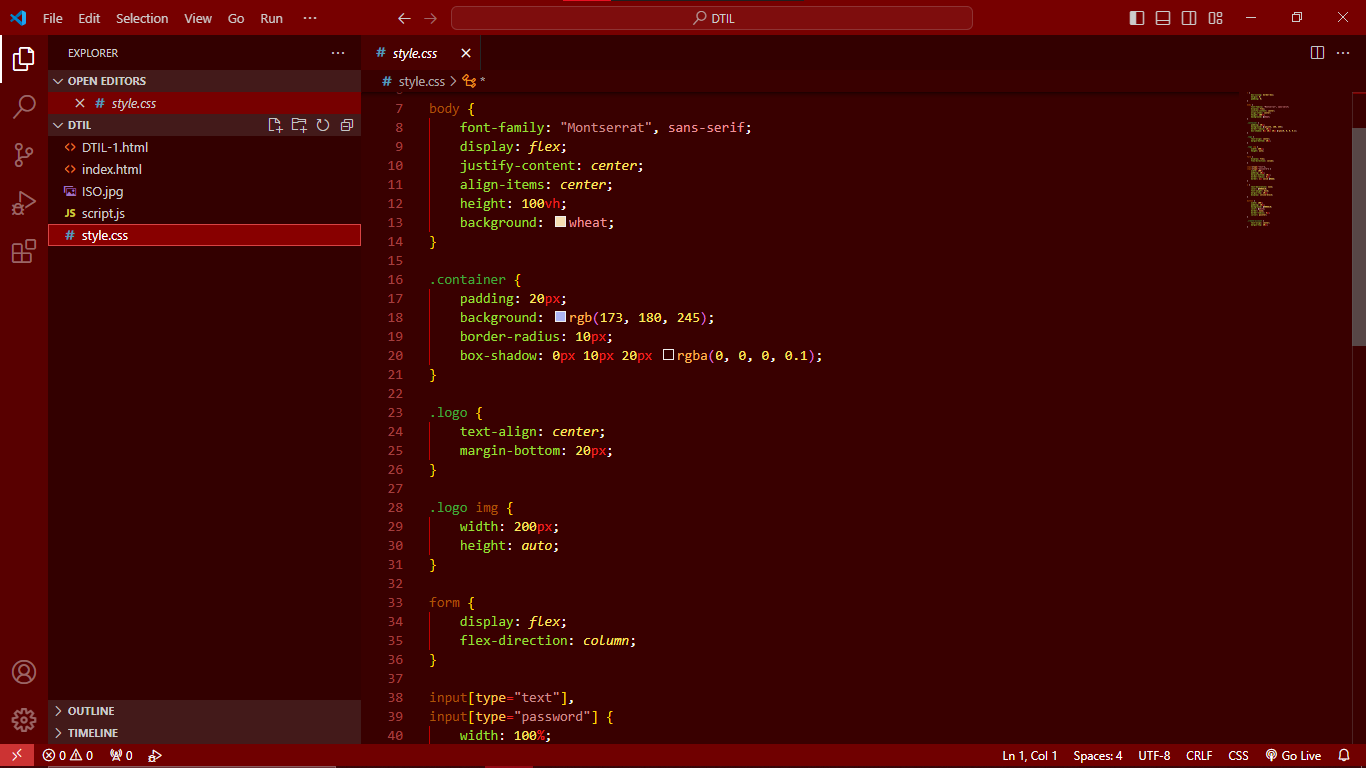 File Edit Selection View Go Run ···
DTIL
EXPLORER
OPEN EDITORS
# style.css
DTIL
<> DTIL-1.html
<> index.html
ISO.jpg
JS script.js
# style.css
OUTLINE
TIMELINE
# style.css
# style.css > *
7 body {
8 font-family: "Montserrat", sans-serif;
9 display: flex;
10 justify-content: center;
11 align-items: center;
12 height: 100vh;
13 background: wheat;
14 }
15
16 .container {
17 padding: 20px;
18 background: rgb(173, 180, 245);
19 border-radius: 10px;
20 box-shadow: 0px 10px 20px rgba(0, 0, 0, 0.1);
21 }
22
23 .logo {
24 text-align: center;
25 margin-bottom: 20px;
26 }
27
28 .logo img {
29 width: 200px;
30 height: auto;
31 }
32
33 form {
34 display: flex;
35 flex-direction: column;
36 }
37
38 input[type="text"],
39 input[type="password"] {
40 width: 100%;
0 0 0 Ln 1, Col 1 Spaces: 4 UTF-8 CRLF CSS Go Live